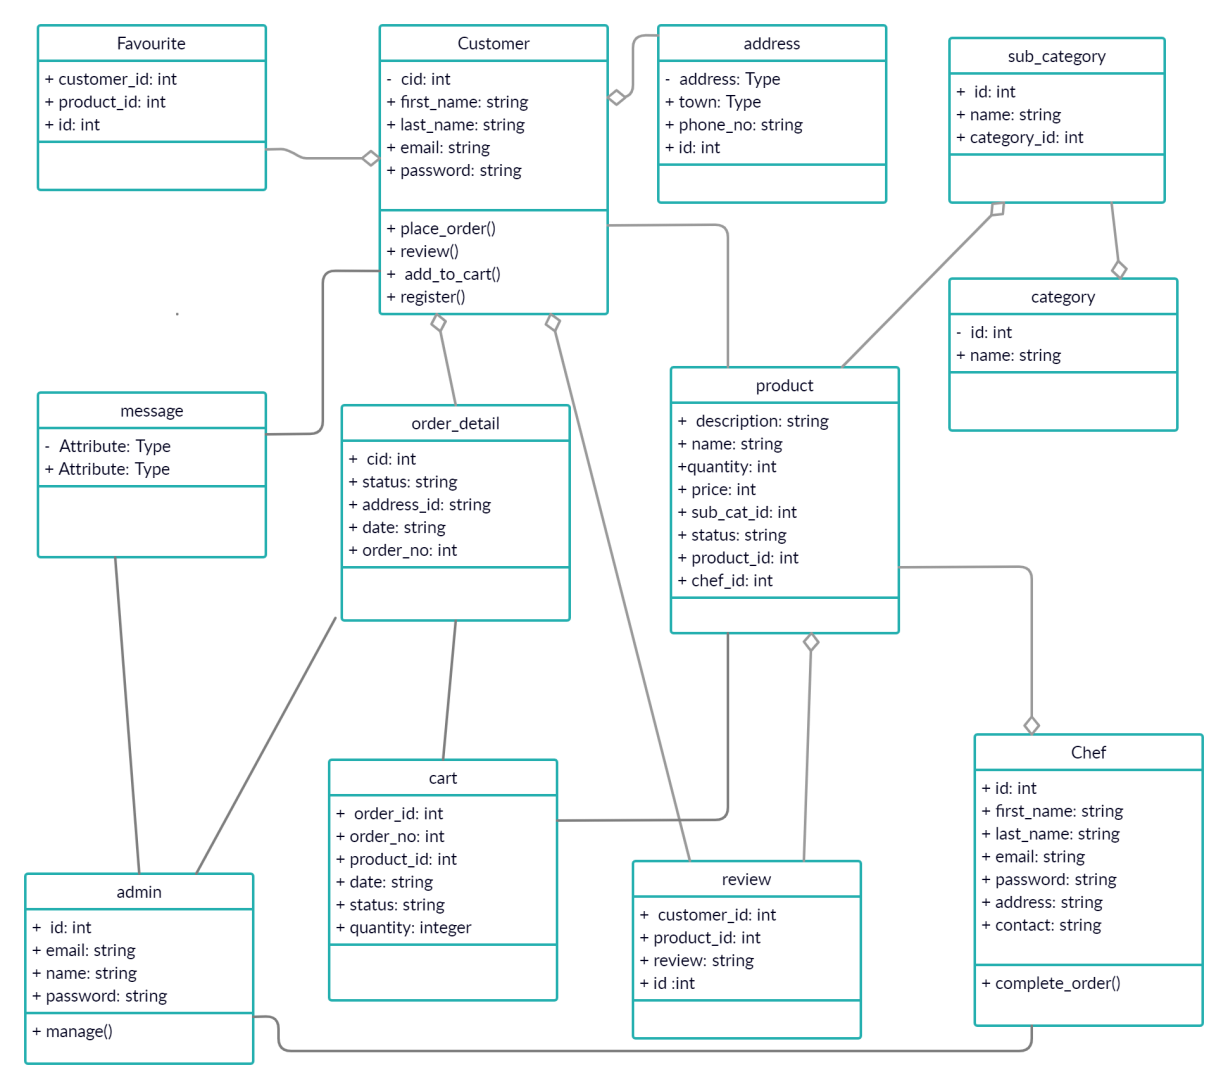 Favourite
+ customer_id: int
+ product_id: int
+ id: int
Customer
-  cid: int
+ first_name: string
+ last_name: string
+ email: string
+ password: string
+ place_order()
+ review()
+  add_to_cart()
+ register()
address
-  address: Type
+ town: Type
+ phone_no: string
+ id: int
sub_category
+  id: int
+ name: string
+ category_id: int
category
-  id: int
+ name: string
message
-  Attribute: Type
+ Attribute: Type
order_detail
+  cid: int
+ status: string
+ address_id: string
+ date: string
+ order_no: int
product
+  description: string
+ name: string
+quantity: int
+ price: int
+ sub_cat_id: int
+ status: string
+ product_id: int
+ chef_id: int
cart
+  order_id: int
+ order_no: int
+ product_id: int
+ date: string
+ status: string
+ quantity: integer
Chef
+ id: int
+ first_name: string
+ last_name: string
+ email: string
+ password: string
+ address: string
+ contact: string
+ complete_order()
admin
+  id: int
+ email: string
+ name: string
+ password: string
+ manage()
review
+  customer_id: int
+ product_id: int
+ review: string
+ id :int